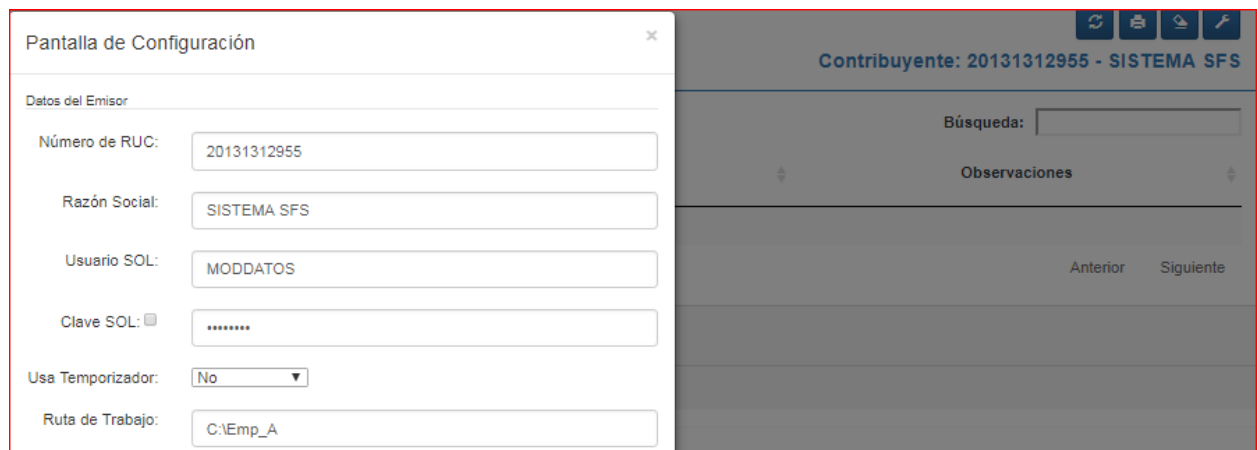 Pantalla de Configuración ×
Contribuyente: 20131312955 - SISTEMA SFS
Datos del Emisor
Búsqueda:
Número de RUC: 20131312955
Observaciones
Razón Social: SISTEMA SFS
Usuario SOL: MODDATOS
Anterior Siguiente
Clave SOL: ••••••••
Usa Temporizador: No
Ruta de Trabajo: C:\Emp_A